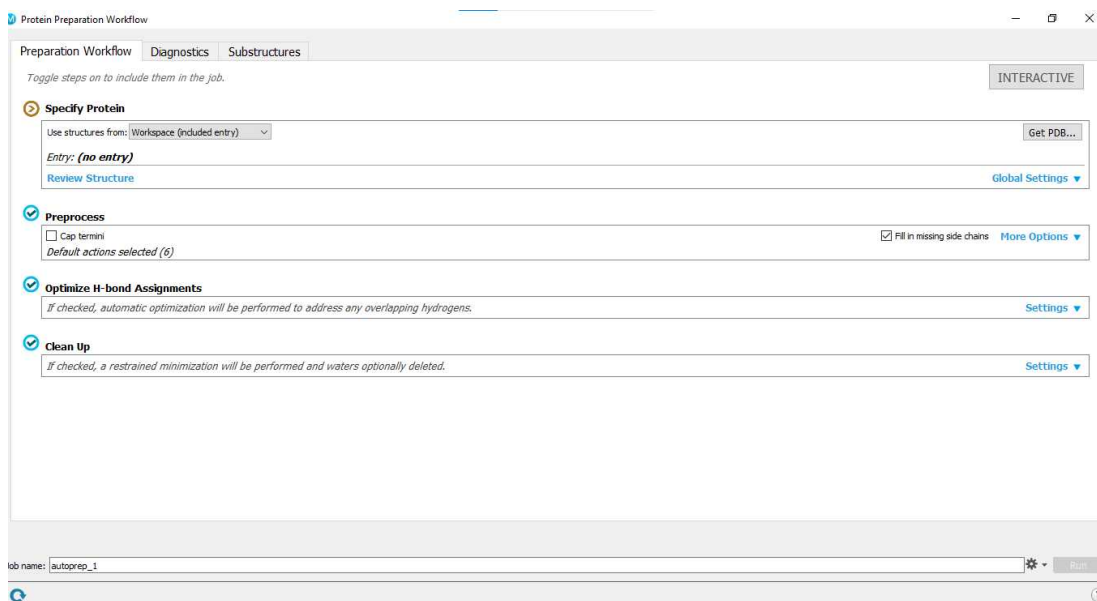 Protein Preparation Workflow
Preparation Workflow Diagnostics Substructures
Toggle steps on to include them in the job.
INTERACTIVE
Specify Protein
Use structures from: Workspace (included entry)
Get PDB...
Entry: (no entry)
Review Structure
Global Settings
Preprocess
Cap termini
Fill in missing side chains More Options
Default actions selected (6)
Optimize H-bond Assignments
If checked, automatic optimization will be performed to address any overlapping hydrogens.
Settings
Clean Up
If checked, a restrained minimization will be performed and waters optionally deleted.
Settings
Job name: autoprep_1
Run